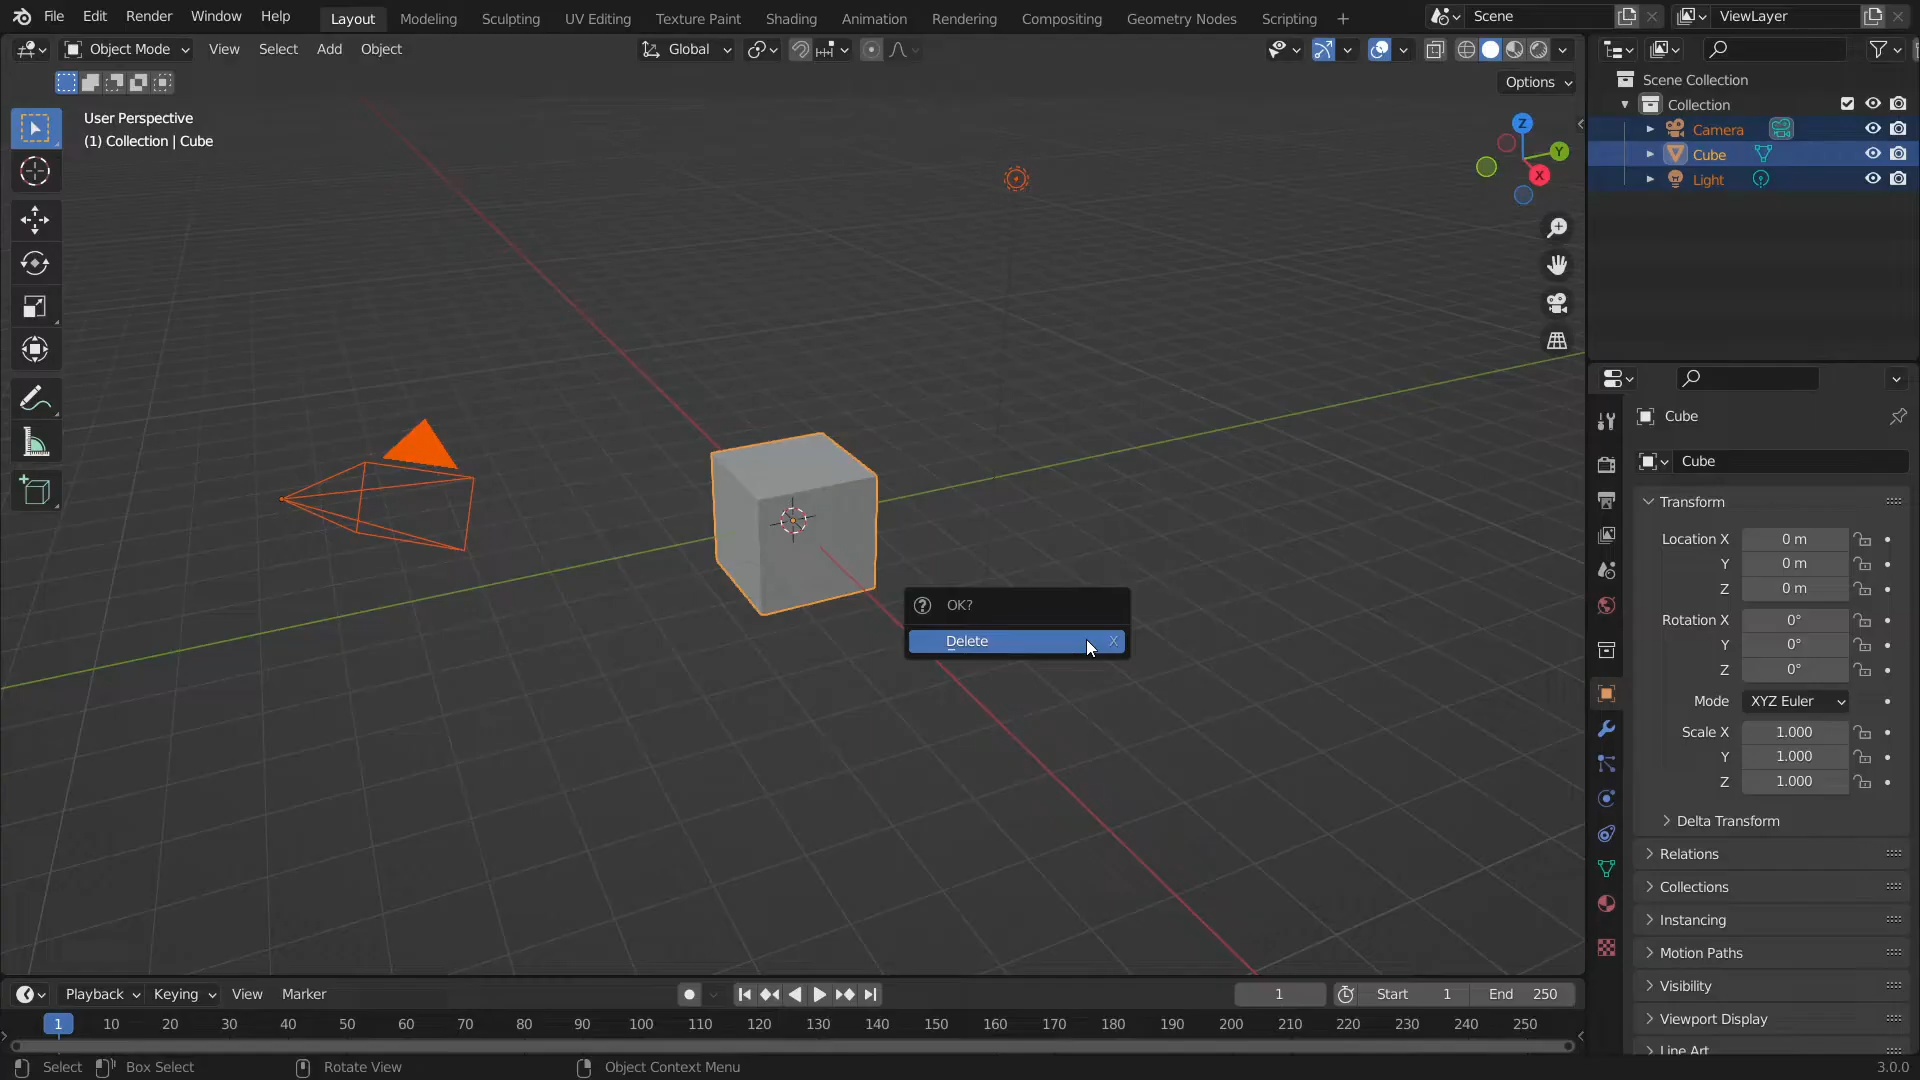 File Edit Render Window Help Layout Modeling Sculpting UV Editing Texture Paint Shading Animation Rendering Compositing Geometry Nodes Scripting + Scene ViewLayer
Object Mode View Select Add Object Global
Options
User Perspective
(1) Collection | Cube
Z
Y
X
Scene Collection
Collection
Camera
Cube
Light
OK?
Delete X
Cube
Cube
Transform
Location X 0 m
Y 0 m
Z 0 m
Rotation X 0°
Y 0°
Z 0°
Mode XYZ Euler
Scale X 1.000
Y 1.000
Z 1.000
Delta Transform
Relations
Collections
Instancing
Motion Paths
Visibility
Viewport Display
Line Art
Playback Keying View Marker 1 Start 1 End 250
1 10 20 30 40 50 60 70 80 90 100 110 120 130 140 150 160 170 180 190 200 210 220 230 240 250
Select Box Select Rotate View Object Context Menu 3.0.0